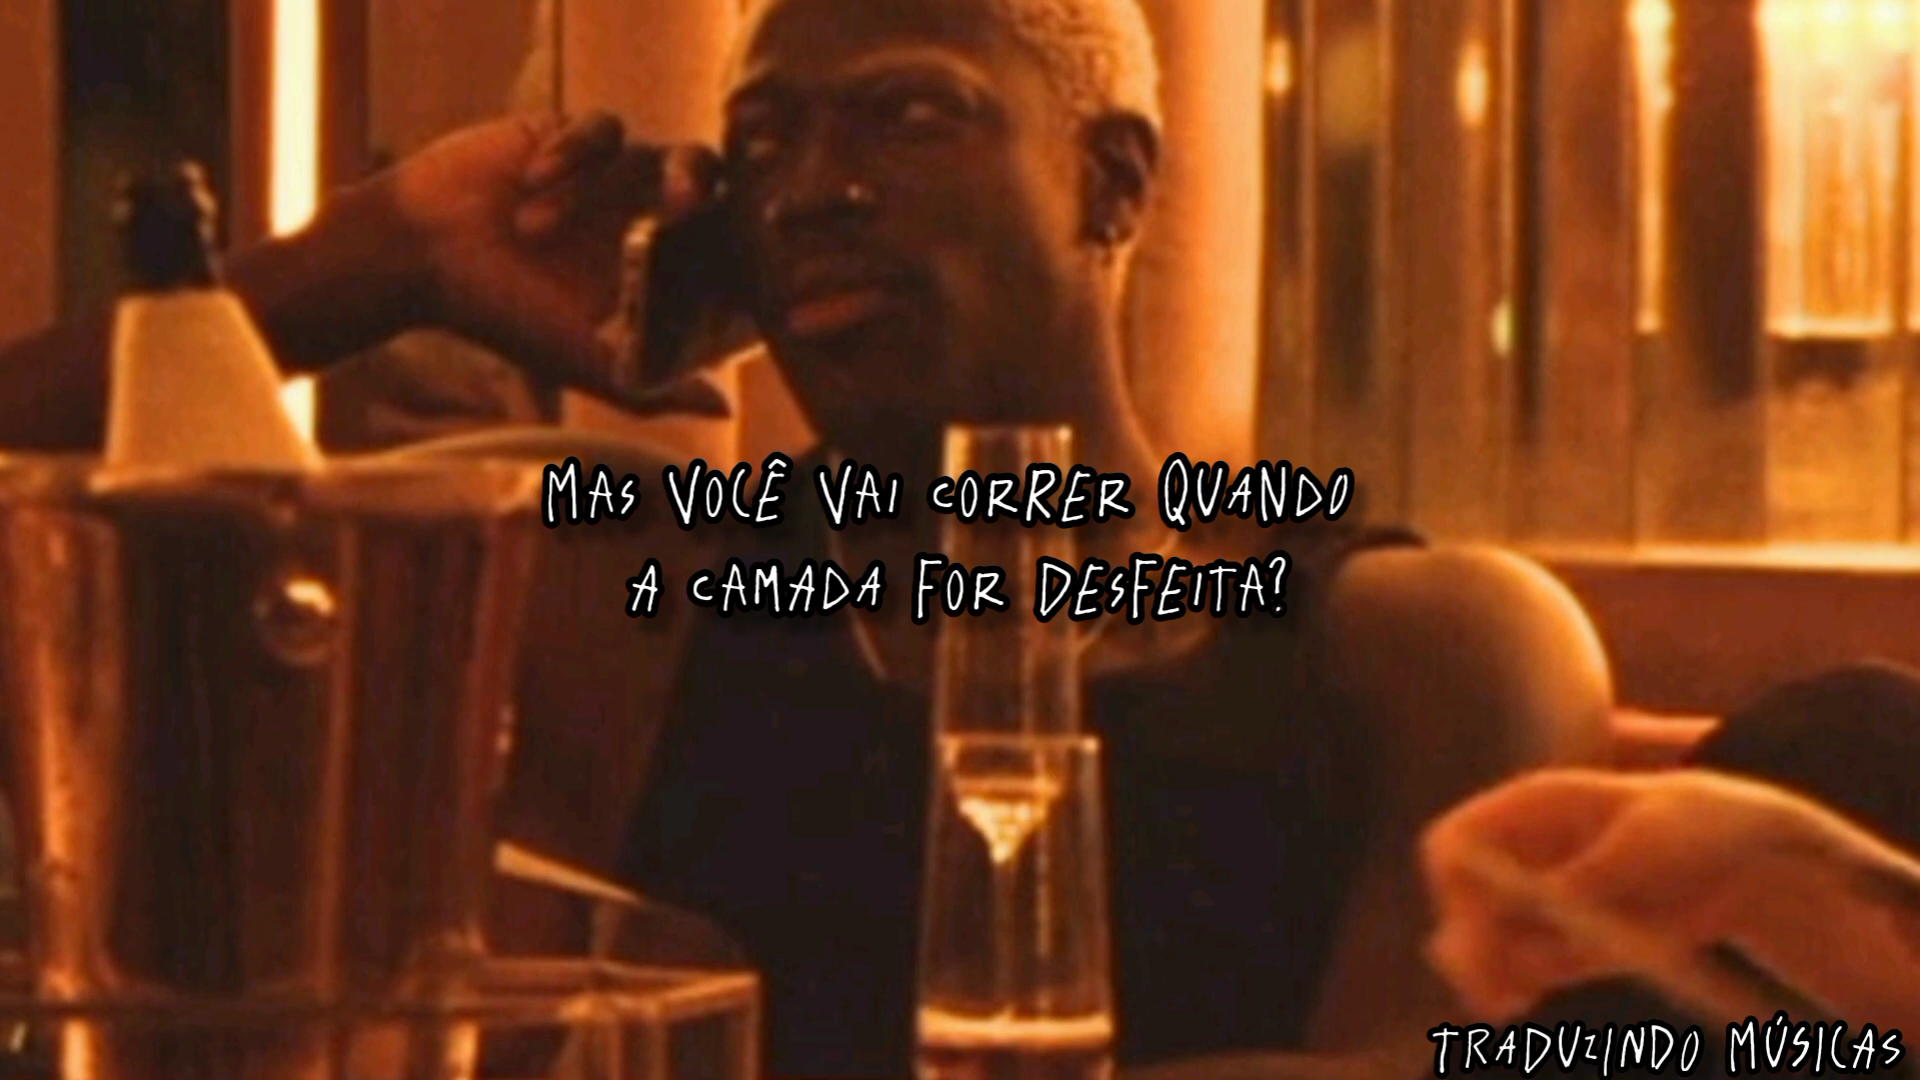 MAS VOCÊ VAI CORRER QUANDO
A CAMADA FOR DESFEITA?
TRADUZINDO MÚSICAS